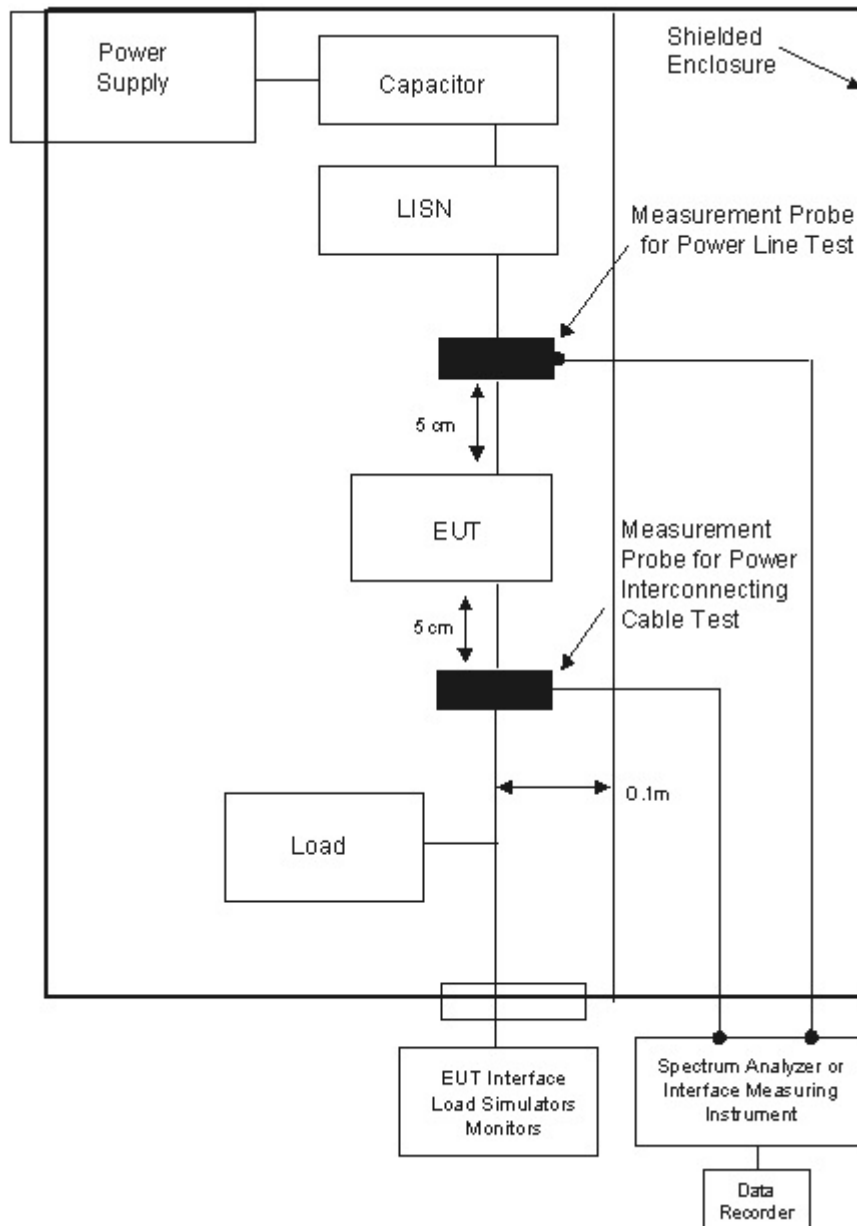 Power
Supply
Capacitor
Shielded
Enclosure
LISN
Measurement Probe
for Power Line Test
5 cm
EUT
Measurement
Probe for Power
Interconnecting
Cable Test
5 cm
0.1m
Load
EUT Interface
Load Simulators
Monitors
Spectrum Analyzer or
Interface Measuring
Instrument
Data
Recorder